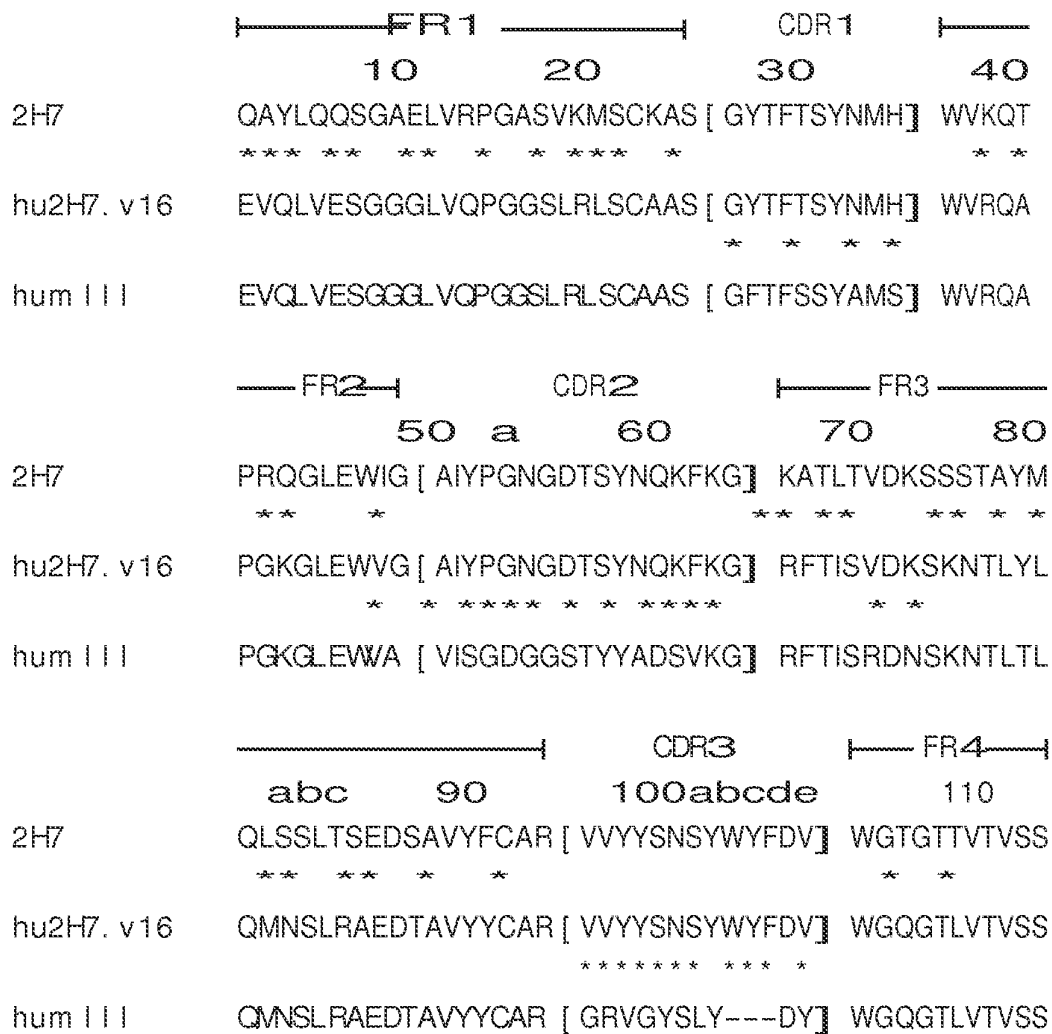 FR1 CDR1
10 20 30 40
2H7 QAYLQQSGAELVRPGASVKMSCKAS [ GYTFTSYNMH] WVKQT
*** ** ** * * *** * * *
hu2H7. v16 EVQLVESGGGLVQPGGSLRLSCAAS [ GYTFTSYNMH] WVRQA
* * * *
hum III EVQLVESGGGLVQPGGSLRLSCAAS [ GFTFSSYAMS] WVRQA
FR2 CDR2 FR3
50 a 60 70 80
2H7 PRQGLEWIG [ AIYPGNGDTSYNQKFKG] KATLTVDKSSSTAYM
** * ** ** ** * *
hu2H7. v16 PGKGLEWVG [ AIYPGNGDTSYNQKFKG] RFTISVDKSKNTLYL
* * **** * * **** * *
hum III PGKGLEWVA [ VISGDGGSTYYADSVKG] RFTISRDNSKNTLTL
CDR3 FR4
abc 90 100abcde 110
2H7 QLSSLTSEDSAVYFCAR [ VVYYSNSYWYFDV] WGTGTTVTVSS
** ** * * * *
hu2H7. v16 QMNSLRAEDTAVYYCAR [ VVYYSNSYWYFDV] WGQGTLVTVSS
******* *** *
hum III QMNSLRAEDTAVYYCAR [ GRVGYSLY---DY] WGQGTLVTVSS